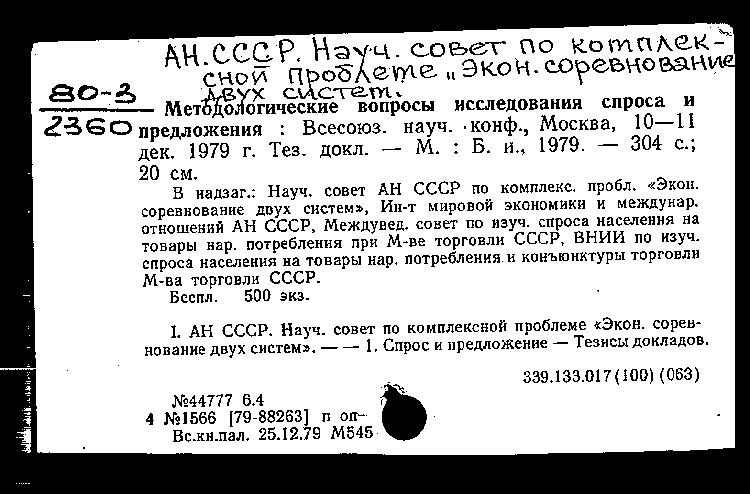 АН.СССР. Науч. совет по комплек-
сной проблеме „Экон. соревнование
двух систем.
80-3
2360
Методологические вопросы исследования спроса и
предложения : Всесоюз. науч. конф., Москва, 10—11
дек. 1979 г. Тез. докл. — М. : Б. и., 1979. — 304 с.;
20 см.
В надзаг.: Науч. совет АН СССР по комплекс. пробл. «Экон.
соревнование двух систем», Ин-т мировой экономики и междунар.
отношений АН СССР, Междувед. совет по изуч. спроса населения на
товары нар. потребления при М-ве торговли СССР, ВНИИ по изуч.
спроса населения на товары нар. потребления и конъюнктуры торговли
М-ва торговли СССР.
Беспл. 500 экз.
I. АН СССР. Науч. совет по комплексной проблеме «Экон. сорев-
нование двух систем». — — 1. Спрос и предложение — Тезисы докладов.
339.133.017(100)(063)
№44777 6.4
4 №1566 [79-88263] п оп-
Вс.кн.пал. 25.12.79 М545